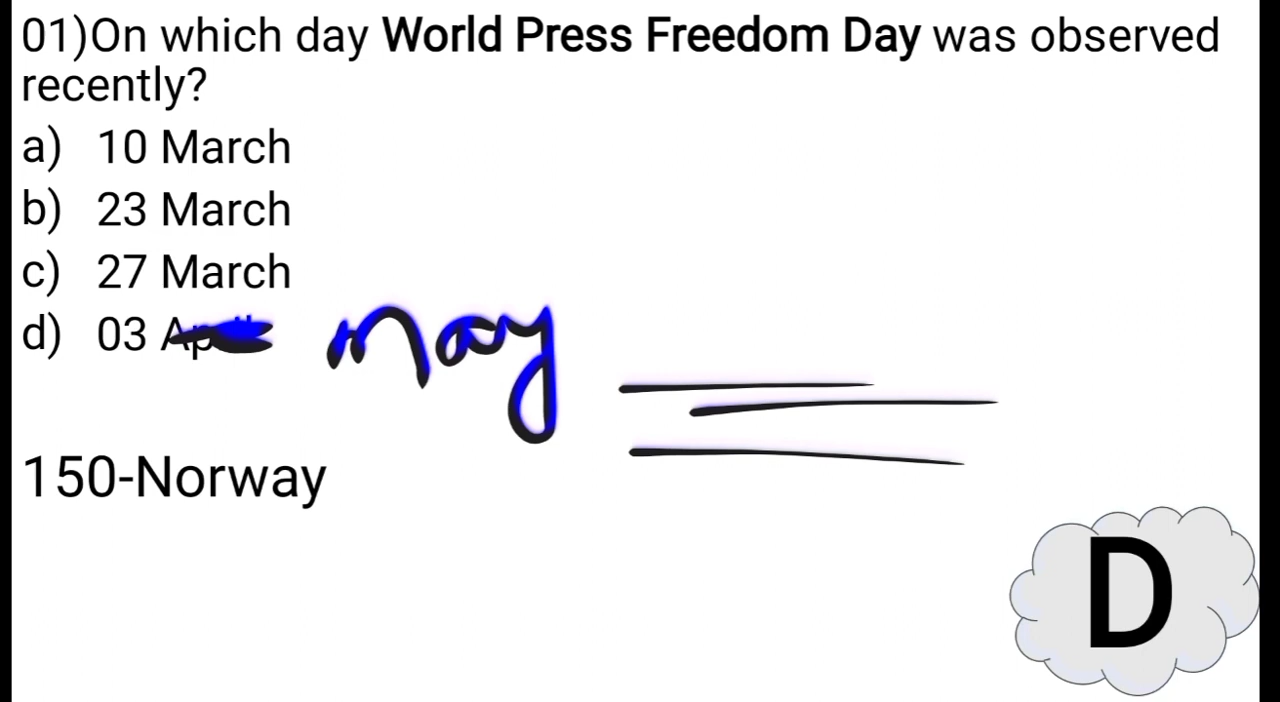 01)On which day World Press Freedom Day was observed
recently?
a) 10 March
b) 23 March
c) 27 March
d) 03 May
150-Norway
D